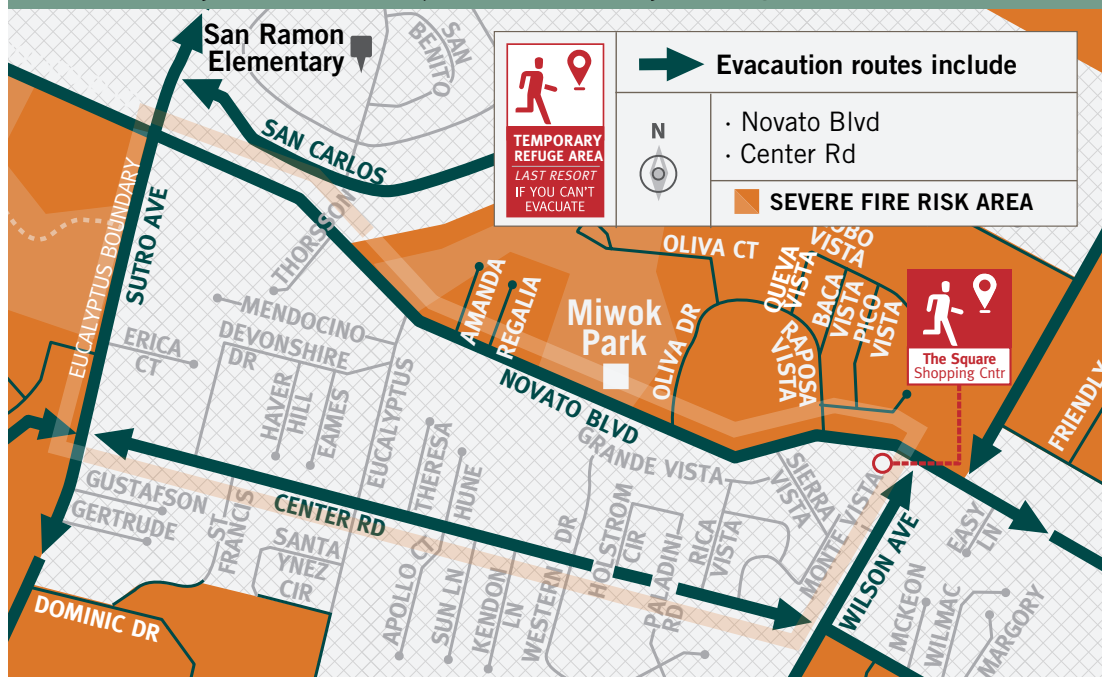 San Ramon
Elementary
SAN
BENITO
TEMPORARY
REFUGE AREA
LAST RESORT
IF YOU CAN'T
EVACUATE
Evacaution routes include
N
· Novato Blvd
· Center Rd
SEVERE FIRE RISK AREA
SAN CARLOS
EUCALYPTUS BOUNDARY
SUTRO AVE
THORSSON
MENDOCINO
DEVONSHIRE
DR
ERICA
CT
HAVER
HILL
EAMES
EUCALYPTUS
AMANDA
REGALIA
Miwok
Park
NOVATO BLVD
OLIVA CT
OLIVA DR
QUEVA
VISTA
VISTA
BACA
VISTA
PICO
VISTA
RAPOSA
VISTA
The Square
Shopping Cntr
FRIENDLY
THERESA
HUNE
GRANDE VISTA
SIERRA
VISTA
MONTE VISTA
GUSTAFSON
GERTRUDE
ST
FRANCIS
CENTER RD
SANTA
YNEZ
CIR
APOLLO CT
SUN LN
KENDON
LN
WESTERN DR
HOLSTROM
CIR
PALADINI
RD
RICA
VISTA
WILSON AVE
EASY
LN
MCKEON
WILMAC
MARGORY
DOMINIC DR